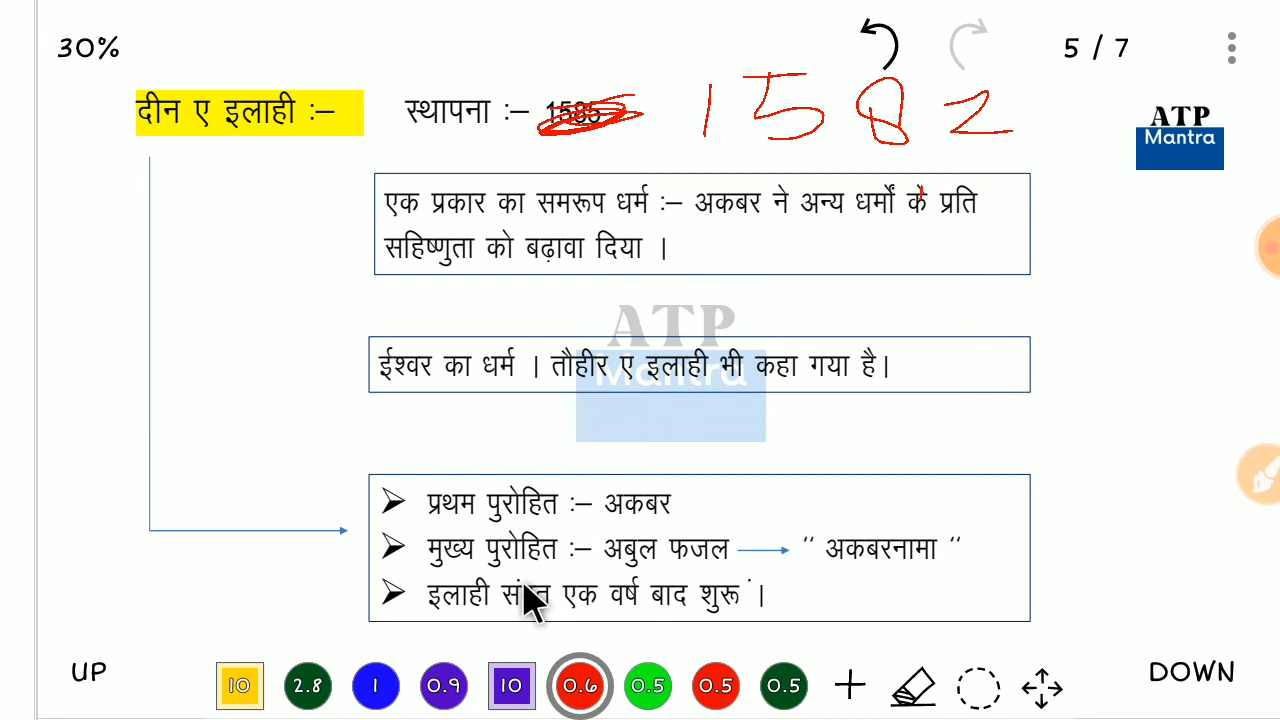 30%
5 / 7
दीन ए इलाही :– स्थापना :– 1585 1582
ATP
Mantra
एक प्रकार का समरूप धर्म :– अकबर ने अन्य धर्मों के प्रति
सहिष्णुता को बढ़ावा दिया ।
ATP
Mantra
ईश्वर का धर्म । तौहीर ए इलाही भी कहा गया है।
प्रथम पुरोहित :– अकबर
मुख्य पुरोहित :– अबुल फजल " अकबरनामा "
इलाही एक वर्ष बाद शुरू ।
UP
10 2.8 1 0.9 10 0.6 0.5 0.5 0.5
DOWN